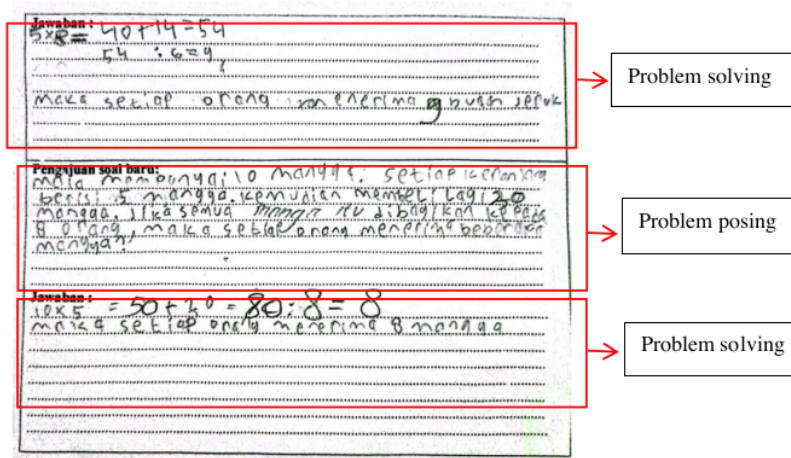 Jawaban :
5×8= 40+14=54
54 : 6=9
maka setiap orang menerima 9 buah jeruk
Problem solving
Pengajuan soal baru:
mala mempunyai 10 mangga. setiap keranjang
berisi 5 mangga. kemudian membeli lagi 20
mangga. jika semua mangga itu dibagikan kepada
8 orang, maka setiap orang menerima beberapa
mangga?
Problem posing
Jawaban :
10×5 = 50+30 = 80:8= 8
maka setiap orang menerima 8 mangga
Problem solving